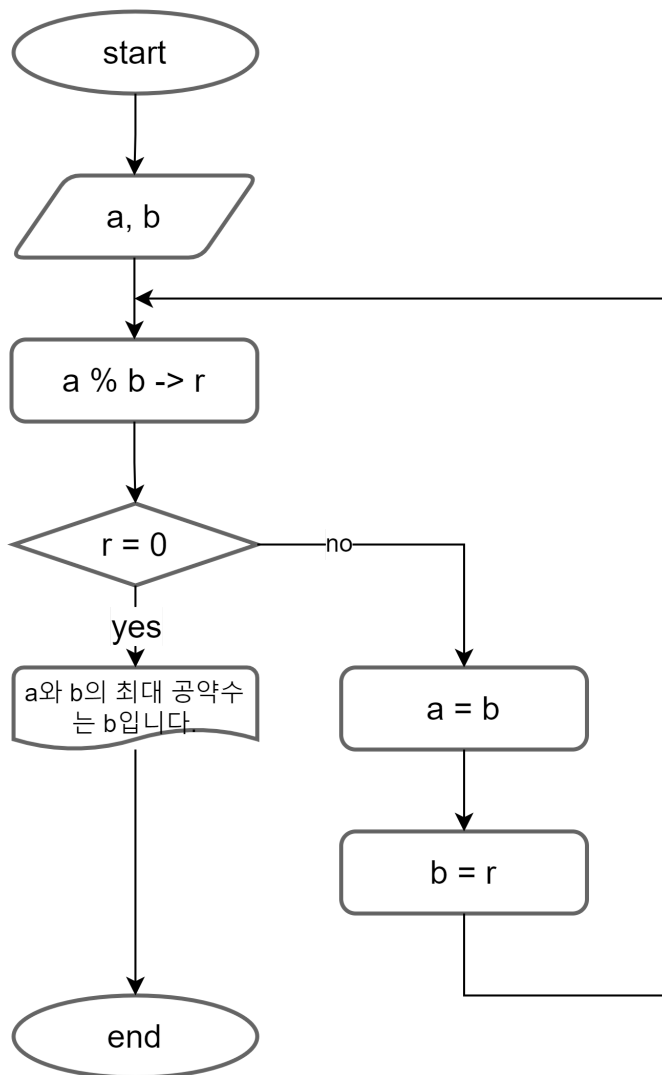 start
a, b
a % b -> r
r = 0
no
yes
a와 b의 최대 공약수
는 b입니다.
a = b
b = r
end